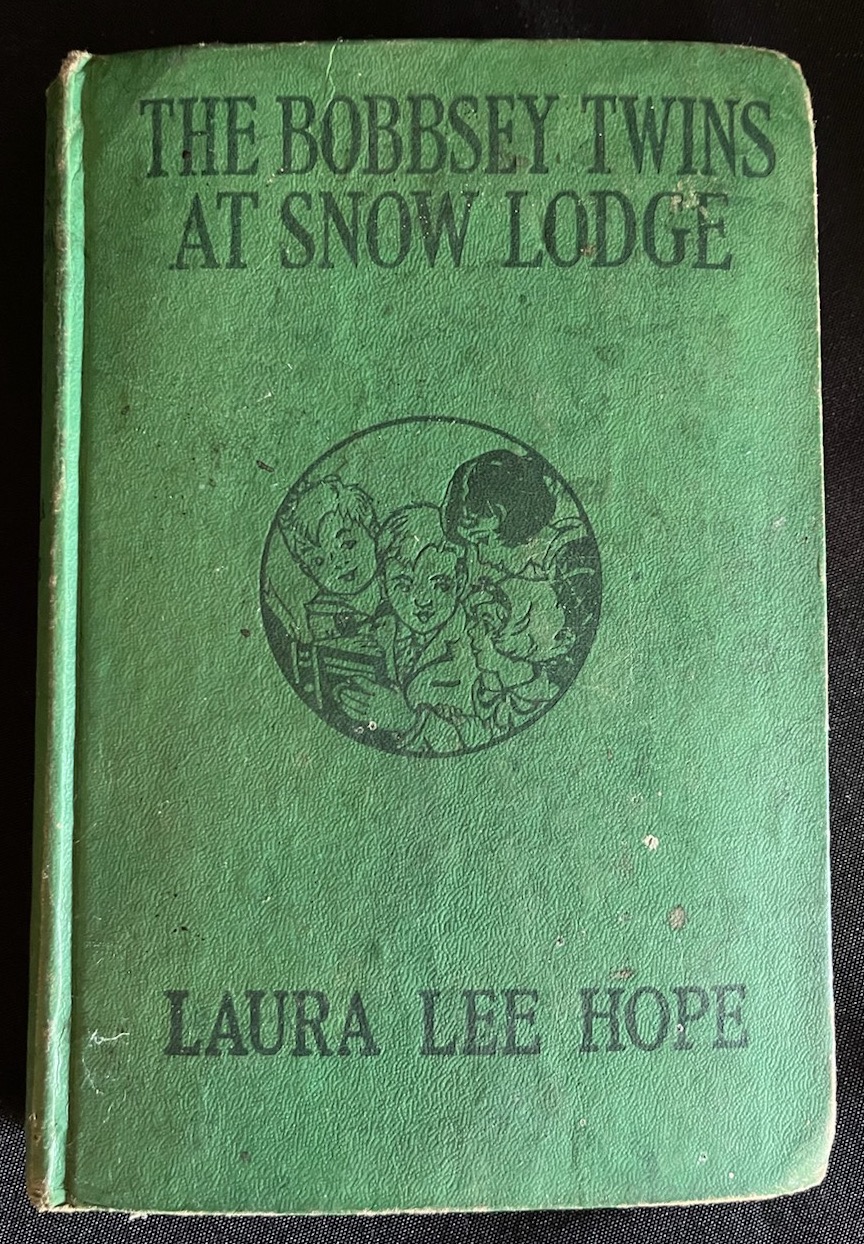 THE BOBBSEY TWINS
AT SNOW LODGE
LAURA LEE HOPE